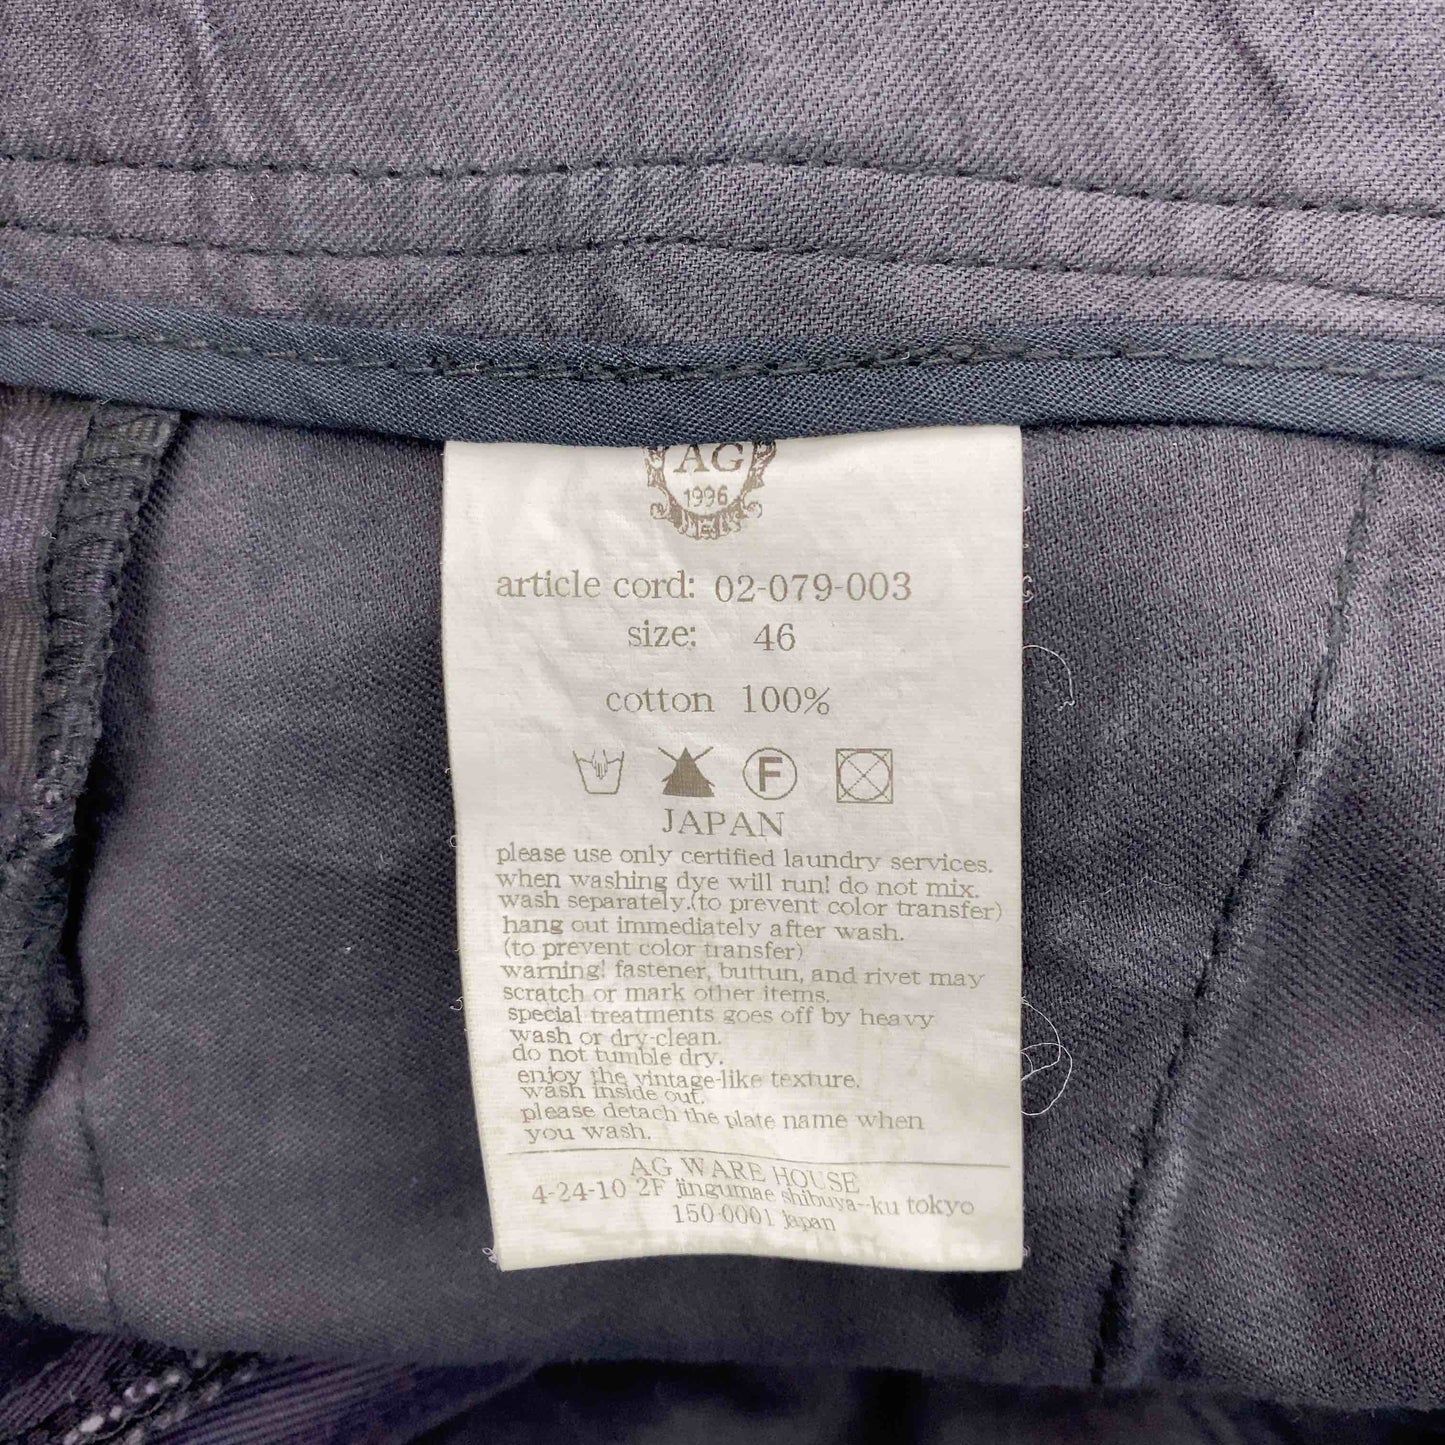 AG
1996
article cord: 02-079-003
size: 46
cotton 100%
F
JAPAN
please use only certified laundry services.
when washing dye will run! do not mix.
wash separately.(to prevent color transfer)
hang out immediately after wash.
(to prevent color transfer)
warning! fastener, buttun, and rivet may
scratch or mark other items.
special treatments goes off by heavy
wash or dry-clean.
do not tumble dry.
enjoy the vintage-like texture.
wash inside out.
please detach the plate name when
you wash.
AG WARE HOUSE
4-24-10 2F jingumae shibuya-ku tokyo
150-0001 japan